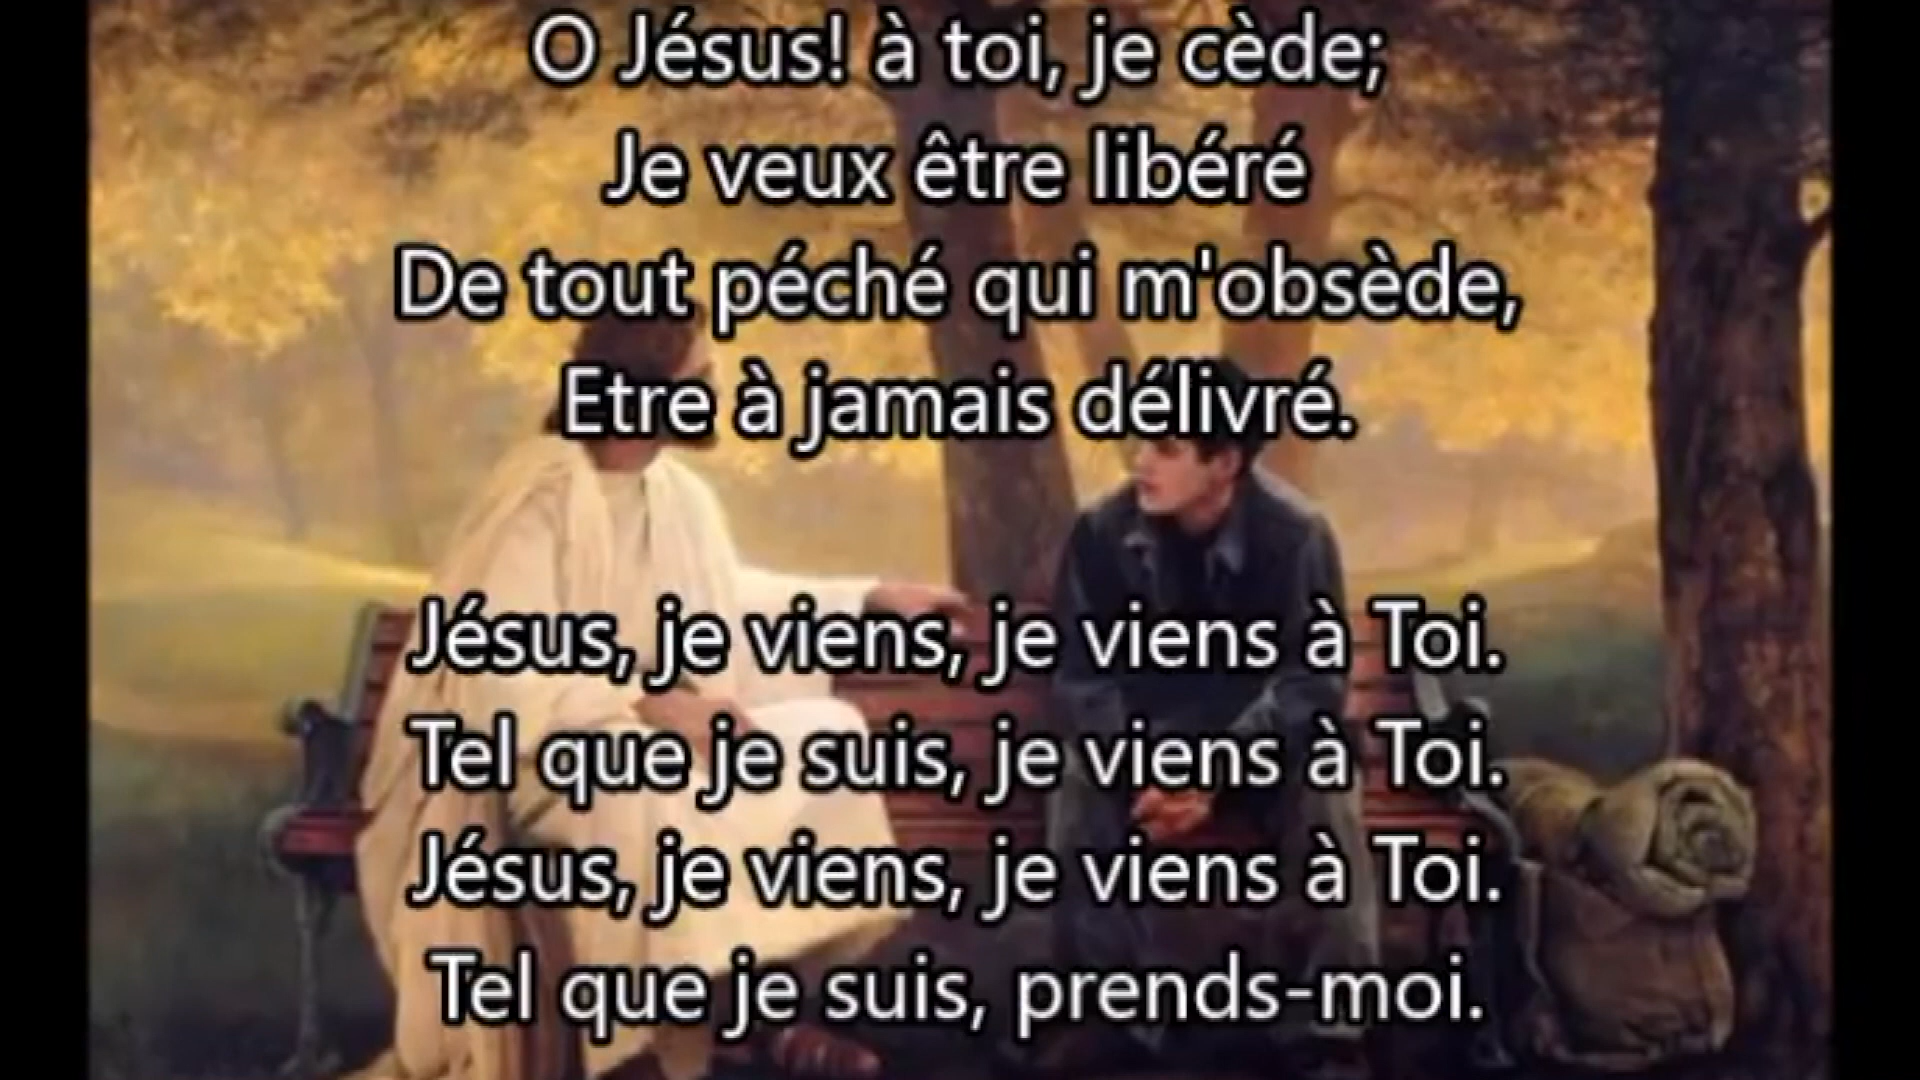 O Jésus! à toi, je cède;
Je veux être libéré
De tout péché qui m'obsède,
Etre à jamais délivré.
Jésus, je viens, je viens à Toi.
Tel que je suis, je viens à Toi.
Jésus, je viens, je viens à Toi.
Tel que je suis, prends-moi.